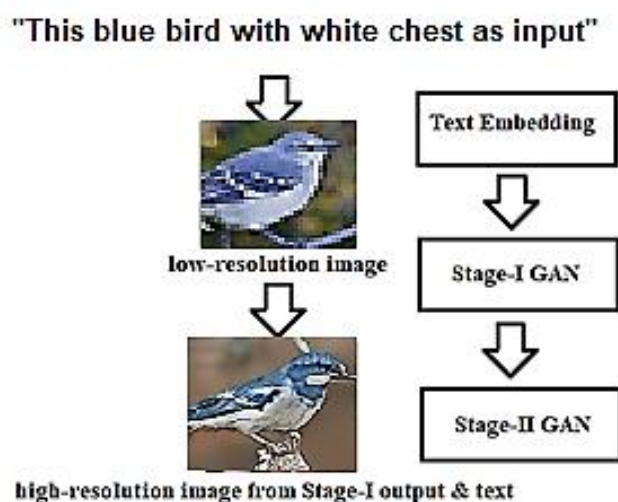 "This blue bird with white chest as input"
Text Embedding
low-resolution image
Stage-I GAN
Stage-II GAN
high-resolution image from Stage-I output & text